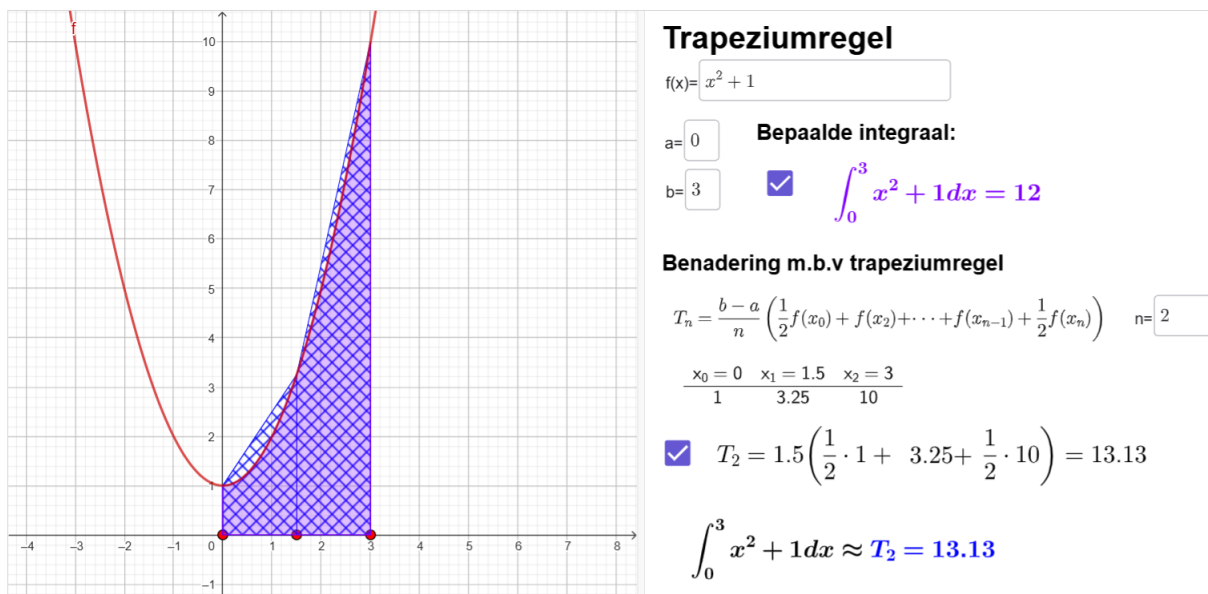 f
10
9
8
7
6
5
4
3
2
1
–1
–4 –3 –2 –1 0 1 2 3 4 5 6 7 8
Trapeziumregel
f(x)= x² + 1
a= 0
Bepaalde integraal:
b= 3
∫₀³ x² + 1dx = 12
Benadering m.b.v trapeziumregel
Tₙ = (b − a)/n (1/2 f(x₀) + f(x₂)+···+f(xₙ₋₁) + 1/2 f(xₙ)) n= 2
x₀ = 0 x₁ = 1.5 x₂ = 3
1 3.25 10
T₂ = 1.5(1/2 · 1 + 3.25+ 1/2 · 10) = 13.13
∫₀³ x² + 1dx ≈ T₂ = 13.13